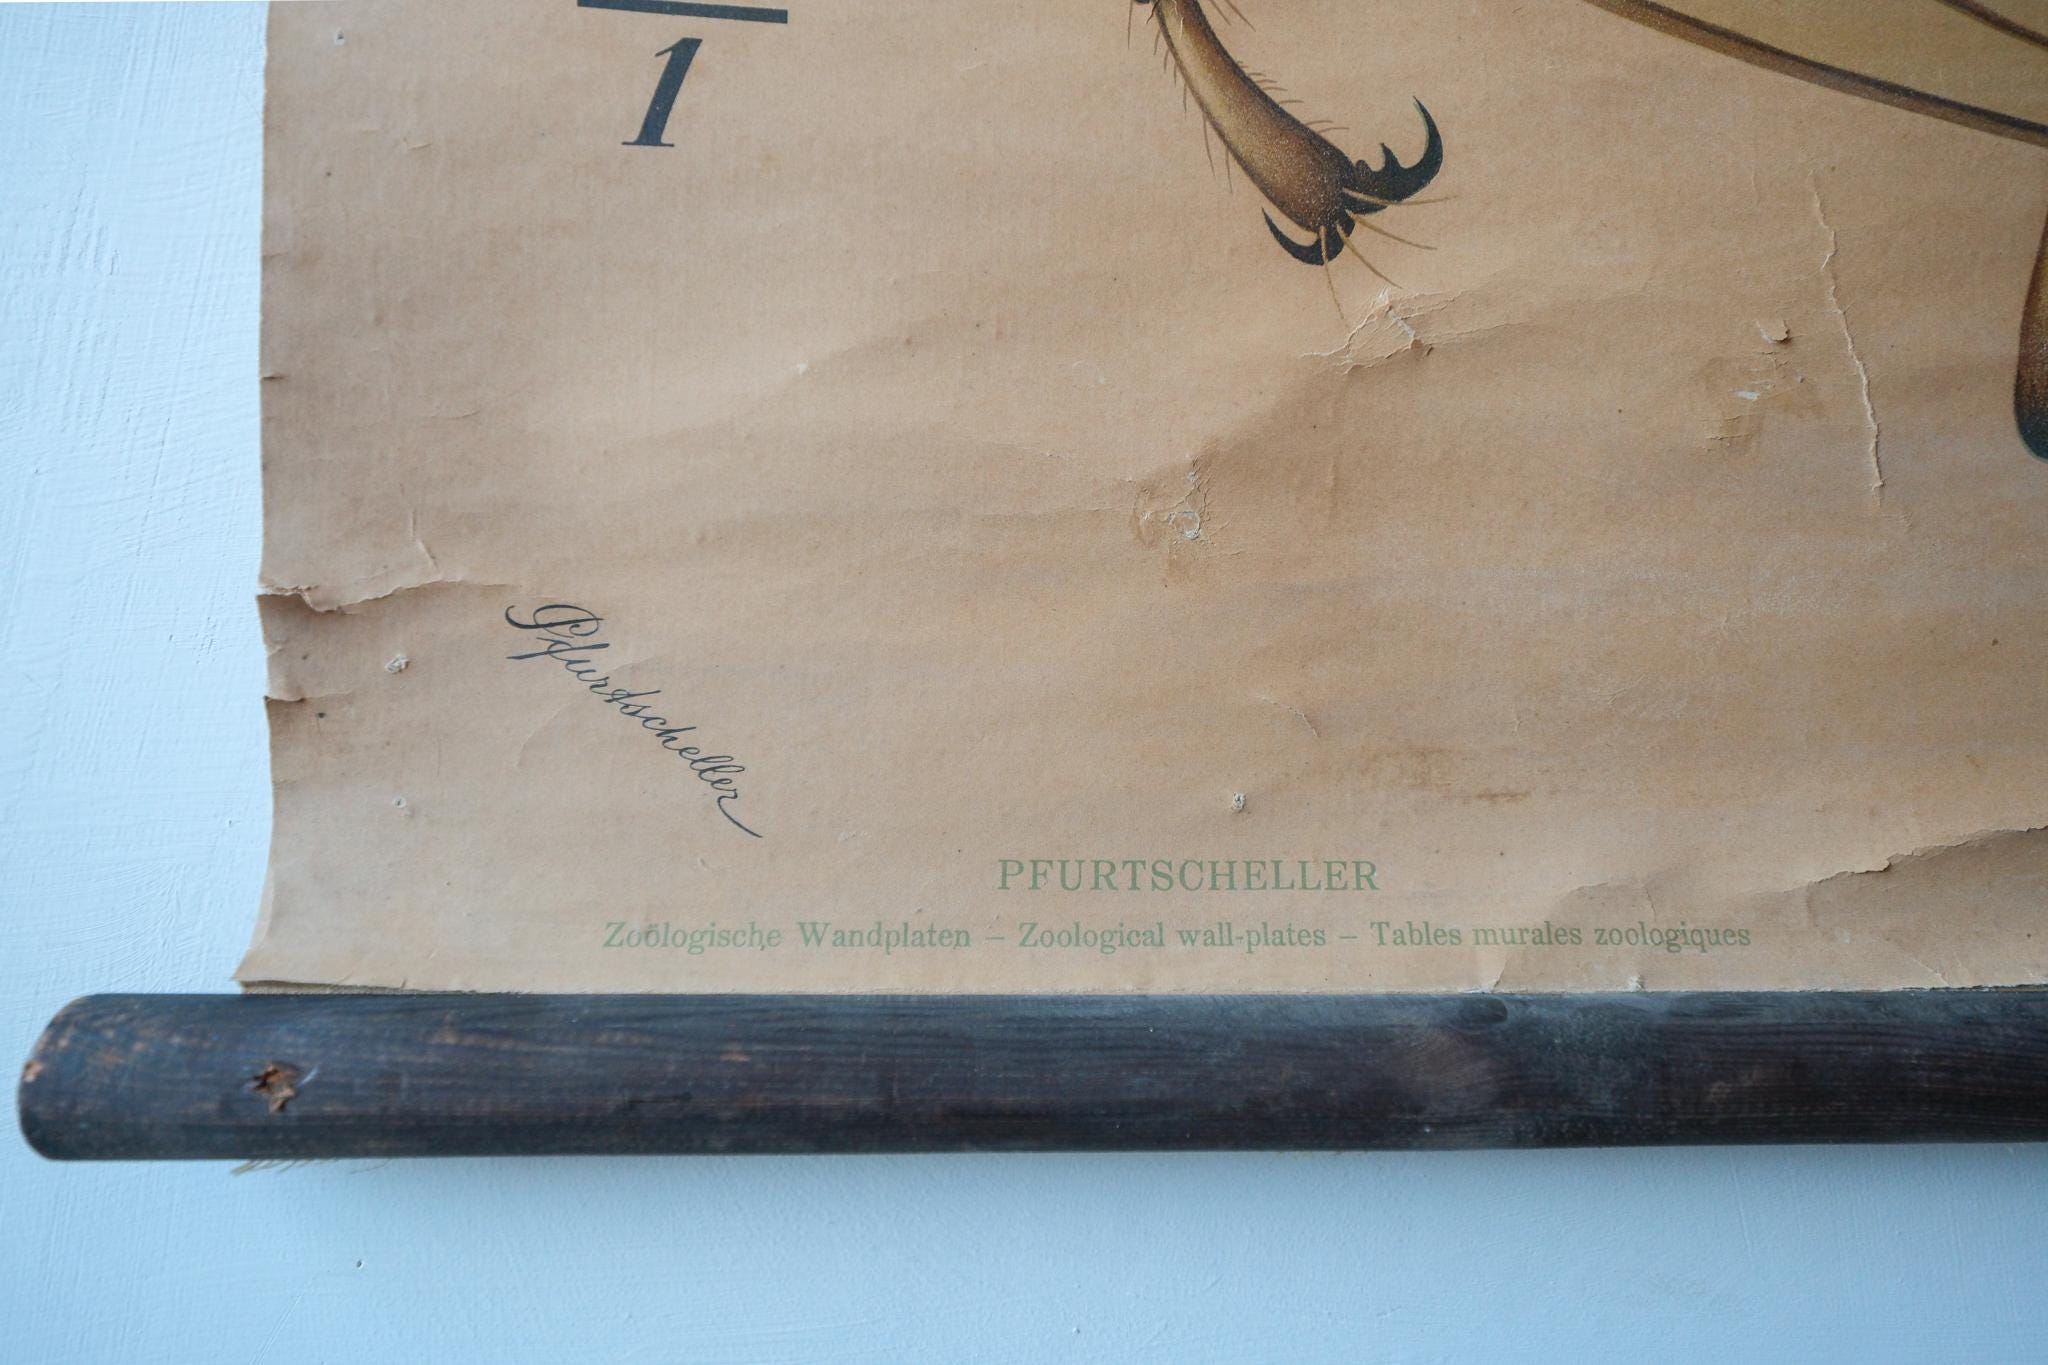 1
Pfurtscheller
PFURTSCHELLER
Zoölogische Wandplaten – Zoological wall-plates – Tables murales zoologiques